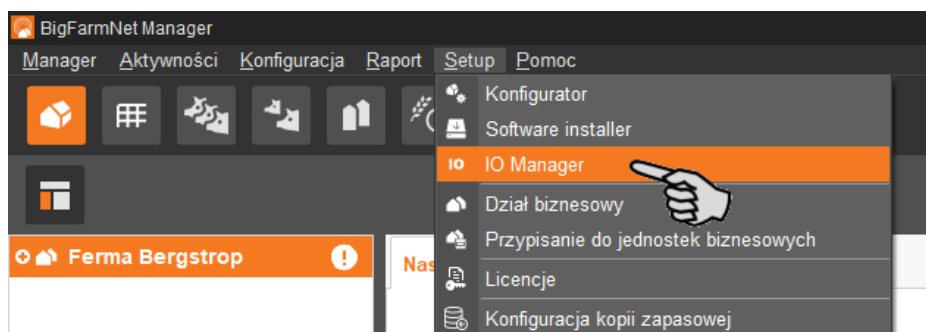 BigFarmNet Manager
Manager Aktywności Konfiguracja Raport Setup Pomoc
Konfigurator
Software installer
IO IO Manager
Dział biznesowy
Przypisanie do jednostek biznesowych
Ferma Bergstrop
Nas
Licencje
Konfiguracja kopii zapasowej